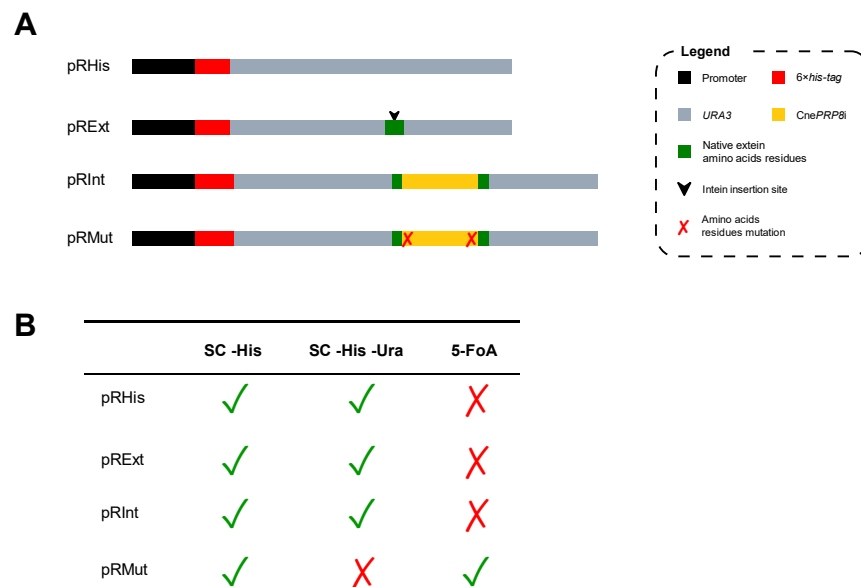 A
pRHis
pRExt
pRInt
pRMut
Legend
Promoter
6×his-tag
URA3
CnePRP8i
Native extein
amino acids residues
Intein insertion site
Amino acids
residues mutation
B
SC -His SC -His -Ura 5-FoA
pRHis
pRExt
pRInt
pRMut